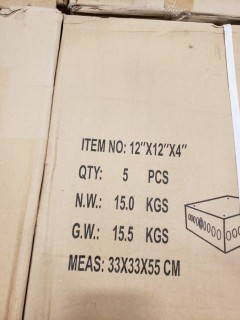 ITEM NO: 12"X12"X4"
QTY: 5 PCS
N.W.: 15.0 KGS
G.W.: 15.5 KGS
MEAS: 33X33X55 CM